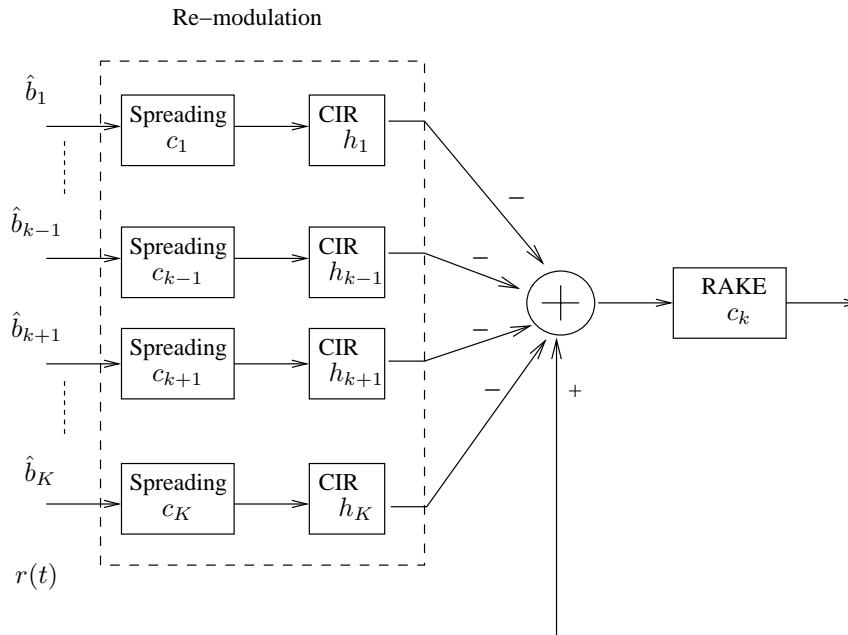 Re−modulation
b̂₁
Spreading
c₁
CIR
h₁
−
b̂ₖ₋₁
Spreading
cₖ₋₁
CIR
hₖ₋₁
−
RAKE
cₖ
b̂ₖ₊₁
Spreading
cₖ₊₁
CIR
hₖ₊₁
−
−
+
b̂_K
Spreading
c_K
CIR
h_K
r(t)